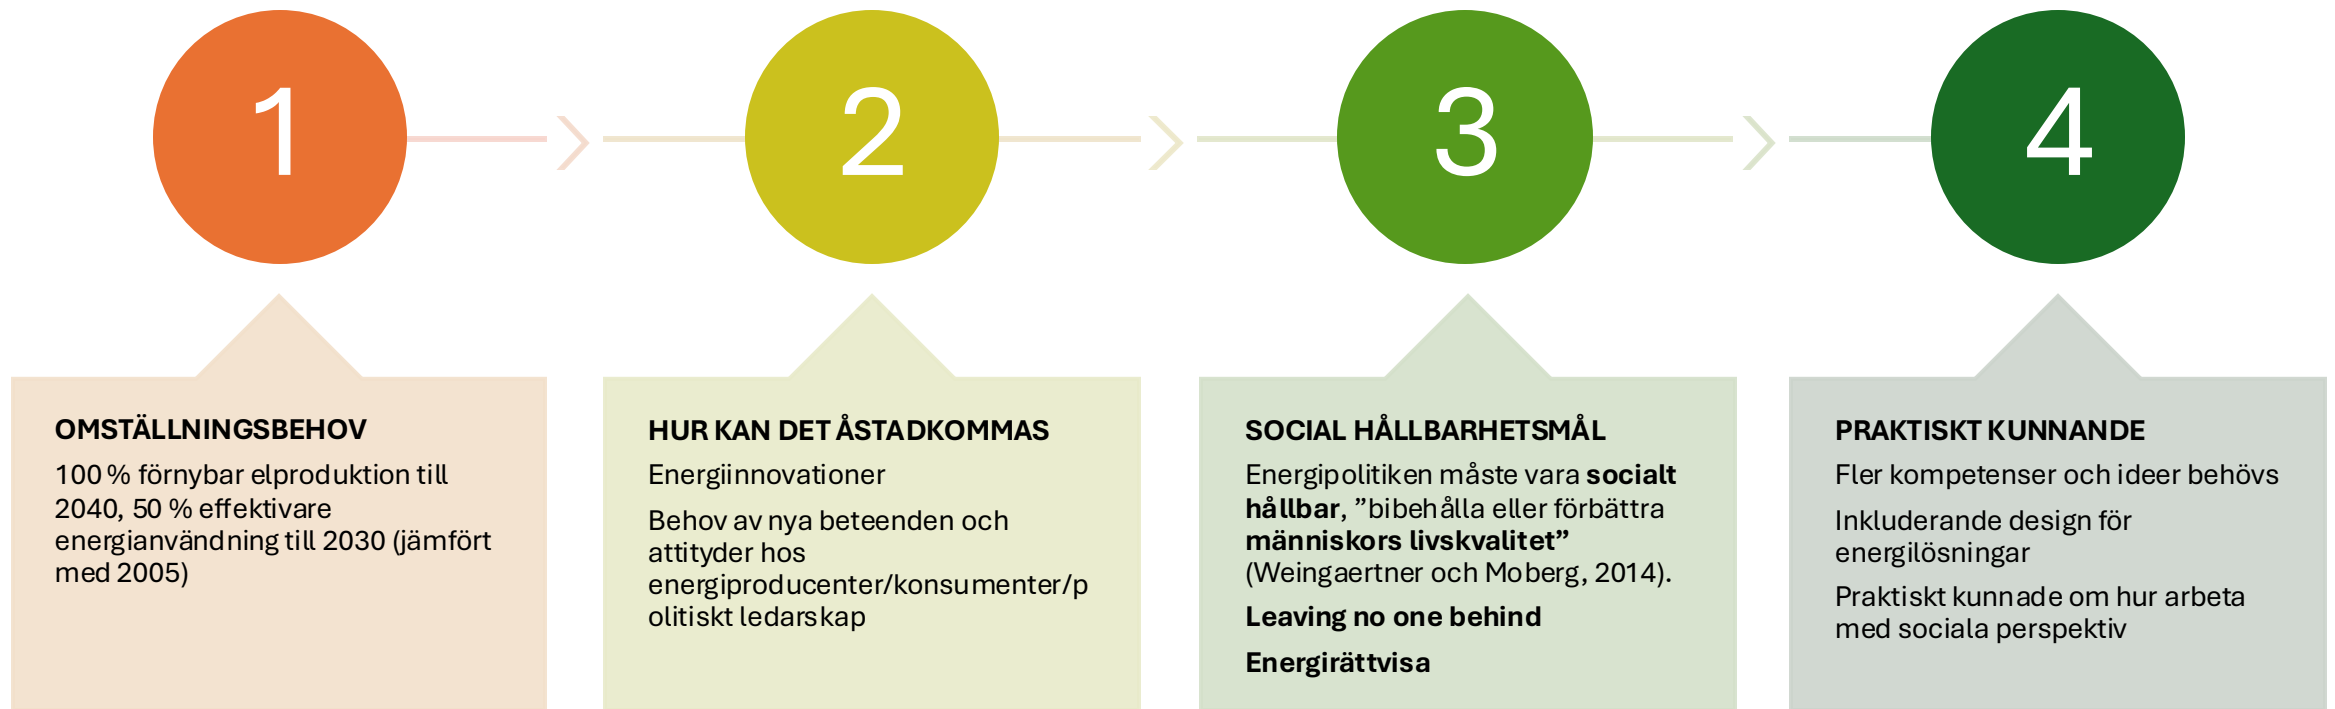 1
2
3
4
OMSTÄLLNINGSBEHOV
100 % förnybar elproduktion till
2040, 50 % effektivare
energianvändning till 2030 (jämfört
med 2005)
HUR KAN DET ÅSTADKOMMAS
Energiinnovationer
Behov av nya beteenden och
attityder hos
energiproducenter/konsumenter/p
olitiskt ledarskap
SOCIAL HÅLLBARHETSMÅL
Energipolitiken måste vara socialt
hållbar, ”bibehålla eller förbättra
människors livskvalitet”
(Weingaertner och Moberg, 2014).
Leaving no one behind
Energirättvisa
PRAKTISKT KUNNANDE
Fler kompetenser och ideer behövs
Inkluderande design för
energilösningar
Praktiskt kunnade om hur arbeta
med sociala perspektiv